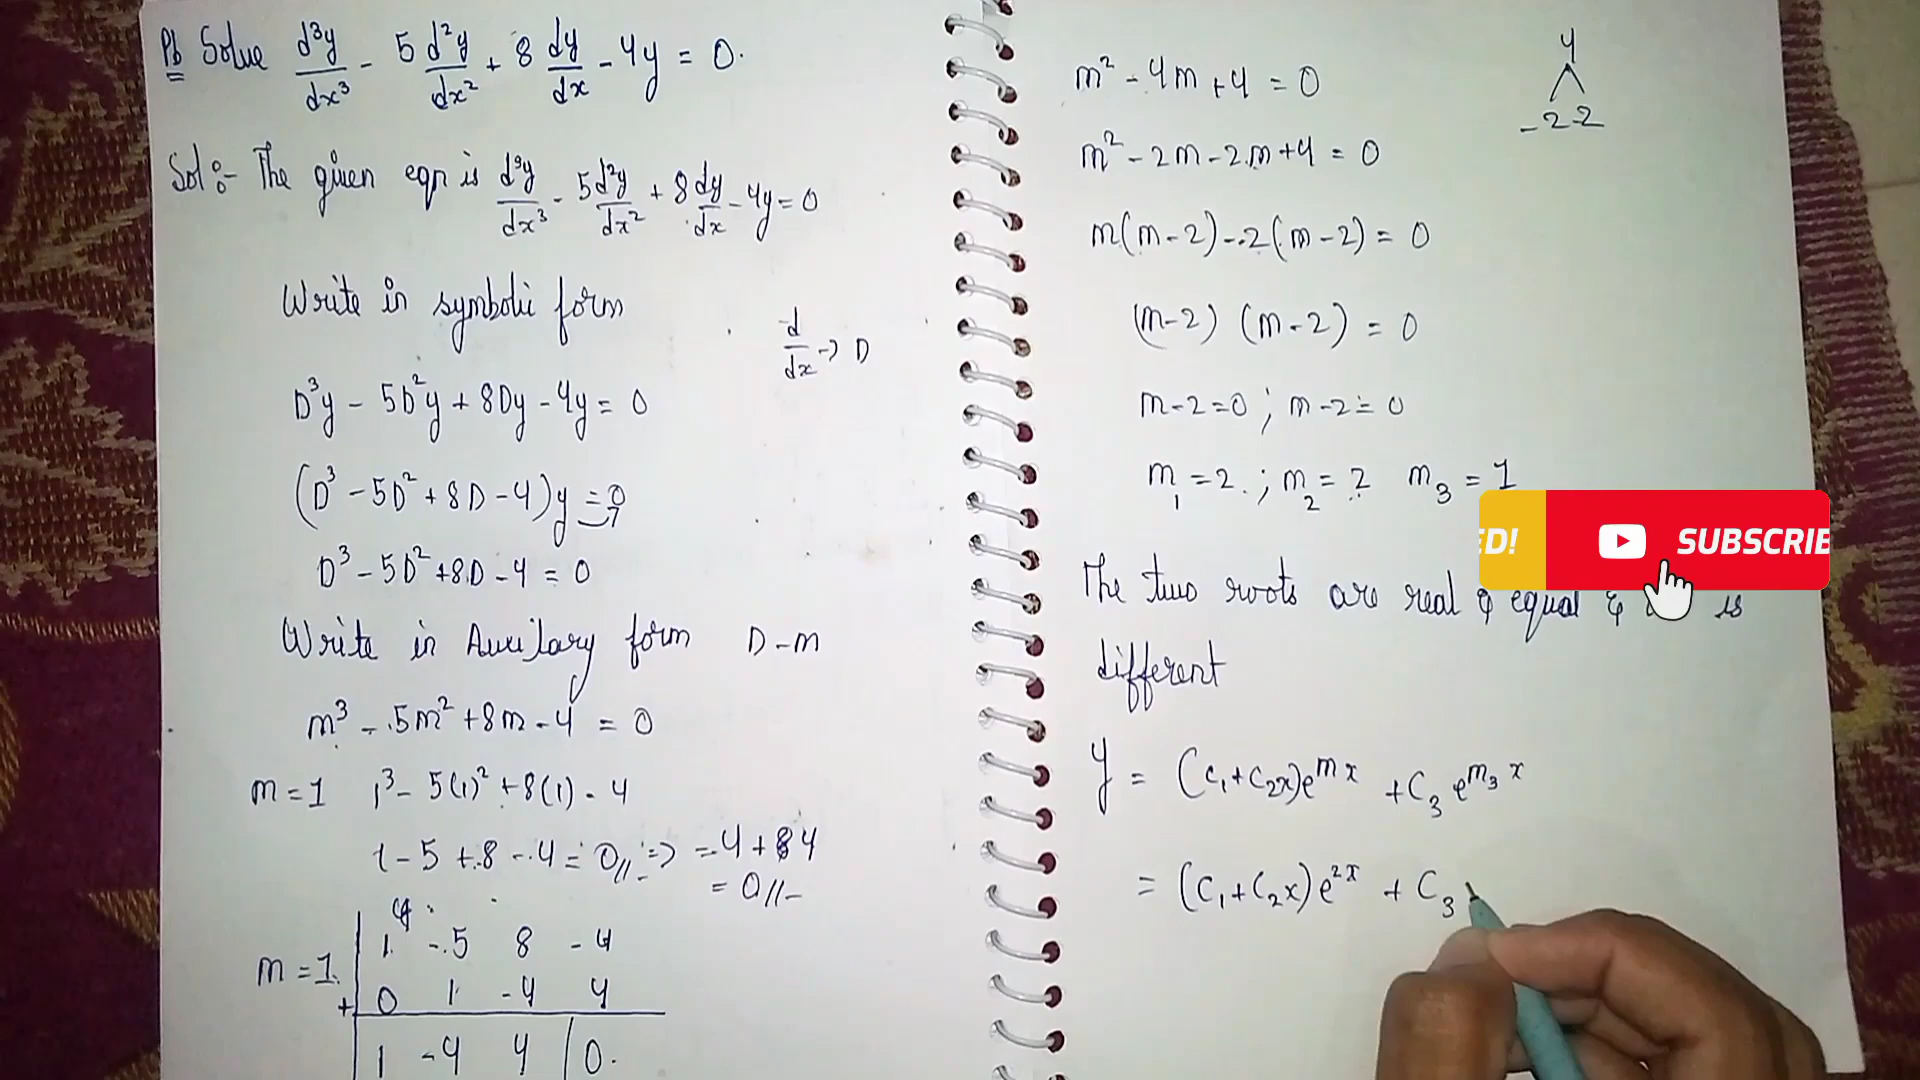 Pb Solve d³y/dx³ - 5 d²y/dx² + 8 dy/dx - 4y = 0.
Sol:- The given eqn is d³y/dx³ - 5d²y/dx² + 8dy/dx - 4y = 0
Write in symbolic form
d/dx → D
D³y - 5D²y + 8Dy - 4y = 0
(D³ - 5D² + 8D - 4)y = 0
D³ - 5D² + 8D - 4 = 0
Write in Auxilary form D - m
m³ - 5m² + 8m - 4 = 0
m = 1 1³ - 5(1)² + 8(1) - 4
1 - 5 + 8 - 4 = 0// => = -4 + 84
= 0//
1 -5 8 -4
m = 1
+ 0 1 -4 4
1 -4 4 0.
m² - 4m + 4 = 0
4
-2 -2
m² - 2m - 2m + 4 = 0
m(m - 2) - 2(m - 2) = 0
(m - 2) (m - 2) = 0
m - 2 = 0 ; m - 2 = 0
m₁ = 2 ; m₂ = 2 m₃ = 1
ED! SUBSCRIBE
The two roots are real & equal & is
different
y = (C₁ + C₂x)e^mx + C₃ e^m₃x
= (C₁ + C₂x)e^2x + C₃